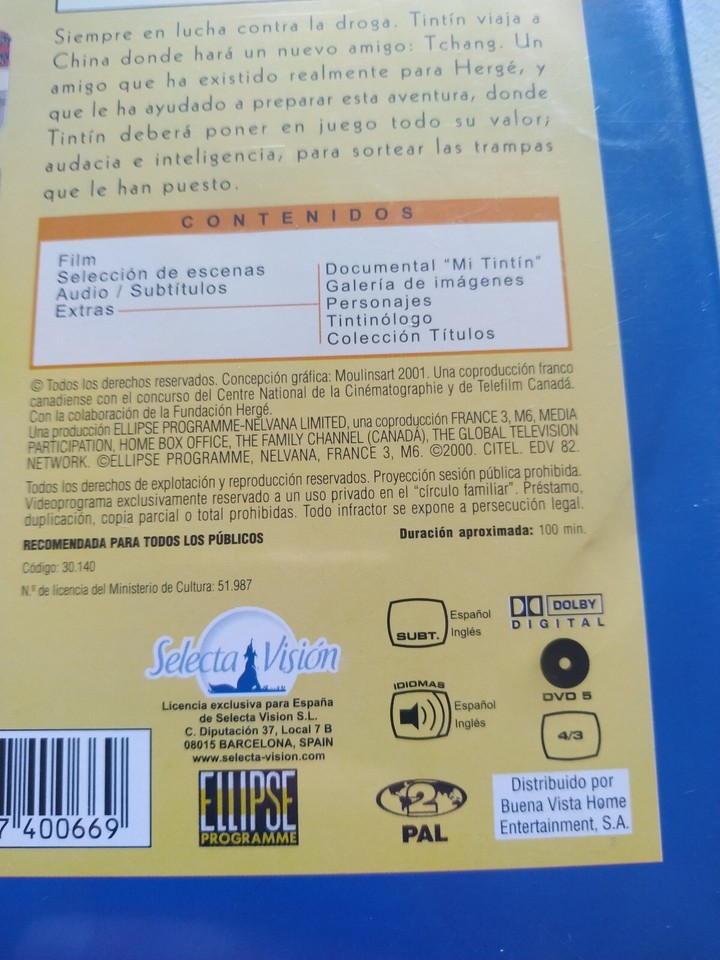 Siempre en lucha contra la droga. Tintín viaja a
China donde hará un nuevo amigo: Tchang. Un
amigo que ha existido realmente para Hergé, y
que le ha ayudado a preparar esta aventura, donde
Tintín deberá poner en juego todo su valor,
audacia e inteligencia, para sortear las trampas
que le han puesto.
CONTENIDOS
Film
Selección de escenas
Audio / Subtítulos
Extras
Documental "Mi Tintín"
Galería de imágenes
Personajes
Tintinólogo
Colección Títulos
© Todos los derechos reservados. Concepción gráfica: Moulinsart 2001. Una coproducción franco
canadiense con el concurso del Centre National de la Cinématographie y de Telefilm Canadá.
Con la colaboración de la Fundación Hergé.
Una producción ELLIPSE PROGRAMME-NELVANA LIMITED, una coproducción FRANCE 3, M6, MEDIA
PARTICIPATION, HOME BOX OFFICE, THE FAMILY CHANNEL (CANADÁ), THE GLOBAL TELEVISION
NETWORK. ©ELLIPSE PROGRAMME, NELVANA, FRANCE 3, M6. ©2000. CITEL. EDV 82.
Todos los derechos de explotación y reproducción reservados. Proyección sesión pública prohibida.
Videoprograma exclusivamente reservado a un uso privado en el "círculo familiar". Préstamo,
duplicación, copia parcial o total prohibidas. Todo infractor se expone a persecución legal.
RECOMENDADA PARA TODOS LOS PÚBLICOS
Duración aproximada: 100 min.
Código: 30.140
N.º de licencia del Ministerio de Cultura: 51.987
Selecta Visión
Licencia exclusiva para España
de Selecta Vision S.L.
C. Diputación 37, Local 7 B
08015 BARCELONA, SPAIN
www.selecta-vision.com
ELLIPSE
PROGRAMME
SUBT.
Español
Inglés
IDIOMAS
Español
Inglés
DOLBY
DIGITAL
DVD 5
4/3
2
PAL
Distribuido por
Buena Vista Home
Entertainment, S.A.
7 400669